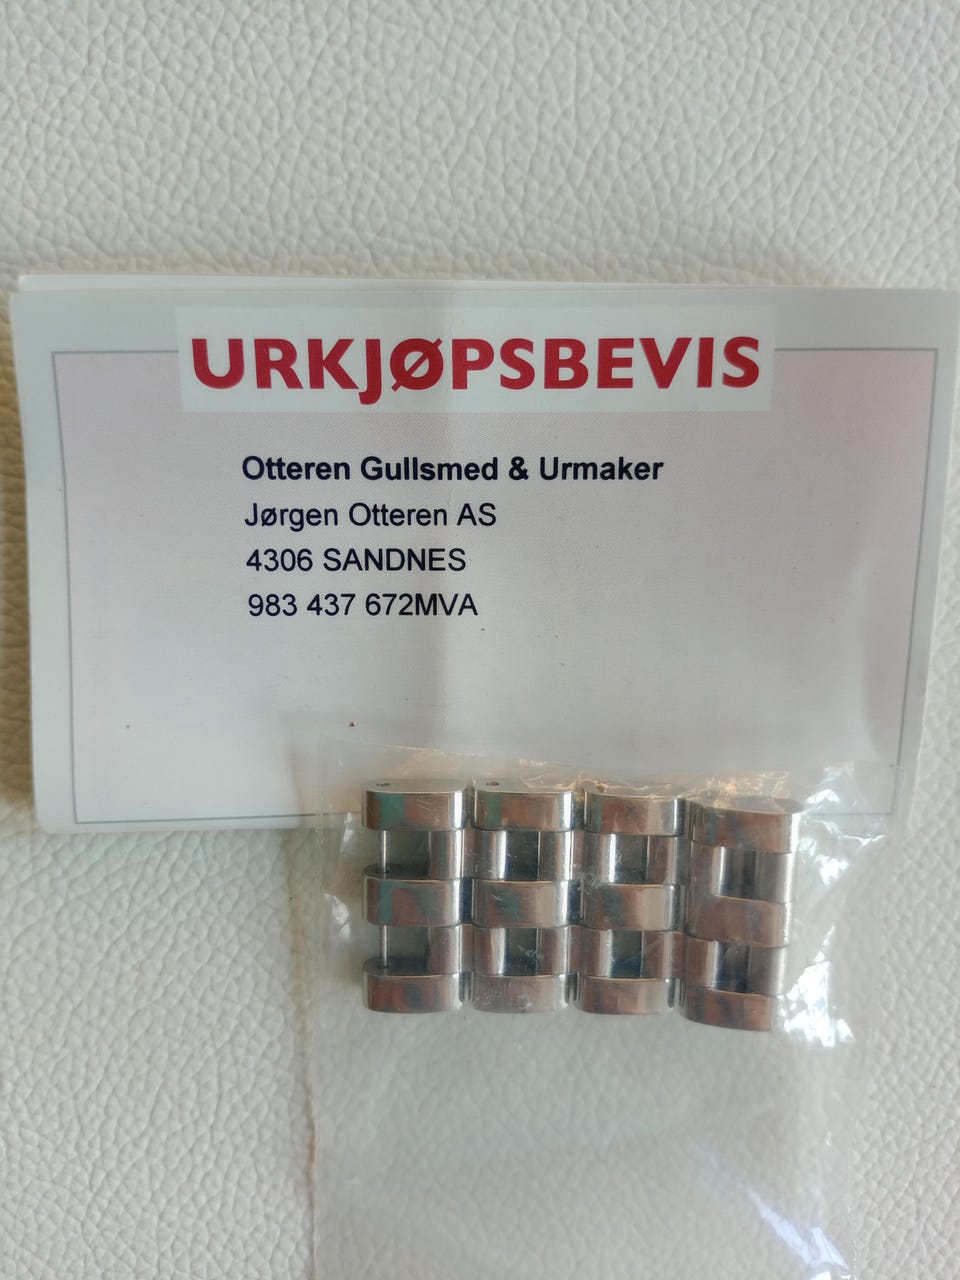 URKJØPSBEVIS
Otteren Gullsmed & Urmaker
Jørgen Otteren AS
4306 SANDNES
983 437 672MVA